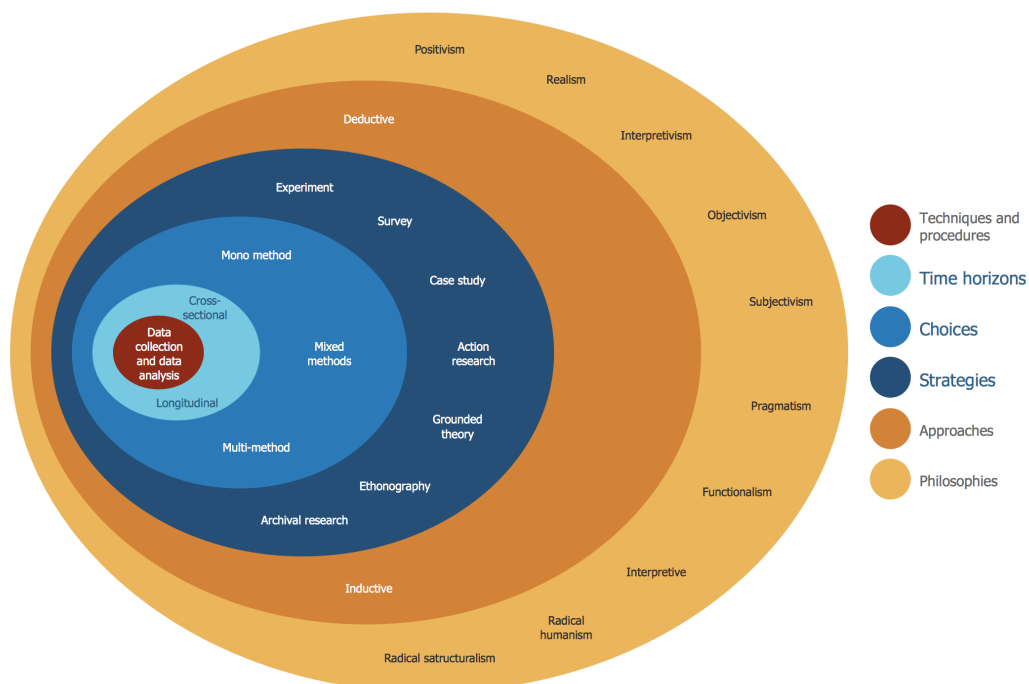 Positivism
Realism
Interpretivism
Objectivism
Subjectivism
Pragmatism
Functionalism
Interpretive
Radical
humanism
Radical satructuralism
Deductive
Inductive
Experiment
Survey
Case study
Action
research
Grounded
theory
Ethonography
Archival research
Mono method
Mixed
methods
Multi-method
Cross-
sectional
Longitudinal
Data
collection
and data
analysis
Techniques and
procedures
Time horizons
Choices
Strategies
Approaches
Philosophies